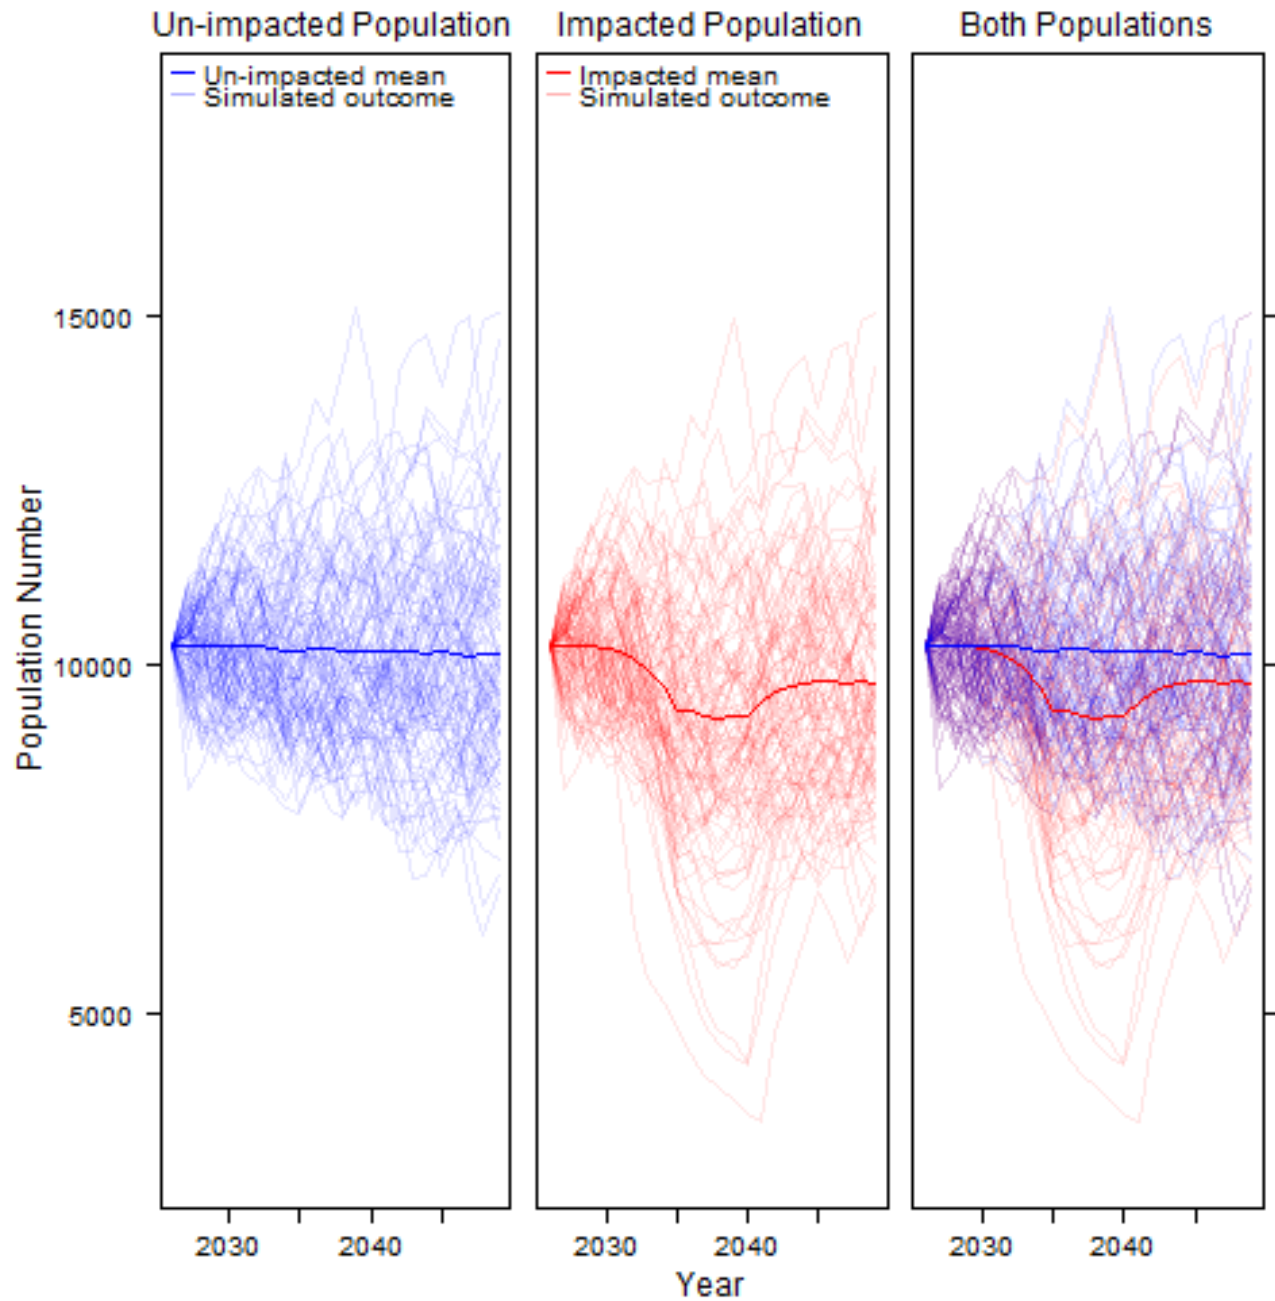 Un-impacted Population
Impacted Population
Both Populations
Un-impacted mean
Simulated outcome
Impacted mean
Simulated outcome
Population Number
15000
10000
5000
2030 2040
2030 2040
2030 2040
Year